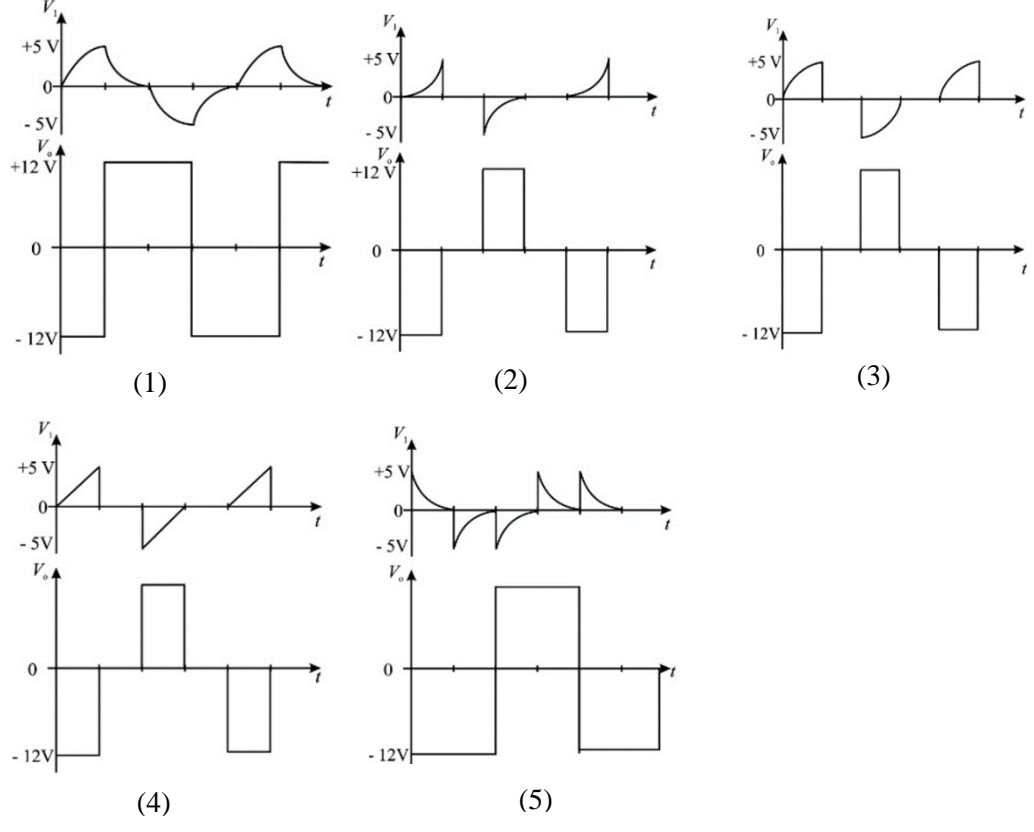 V₁
+5 V
0
t
- 5V
Vₒ
+12 V
0
t
- 12V
(1)
V₁
+5 V
0
t
- 5V
Vₒ
+12 V
0
t
- 12V
(2)
V₁
+5 V
0
t
- 5V
Vₒ
0
t
- 12V
(3)
V₁
+5 V
0
t
- 5V
Vₒ
0
t
- 12V
(4)
V₁
+5 V
0
t
- 5V
Vₒ
0
t
- 12V
(5)